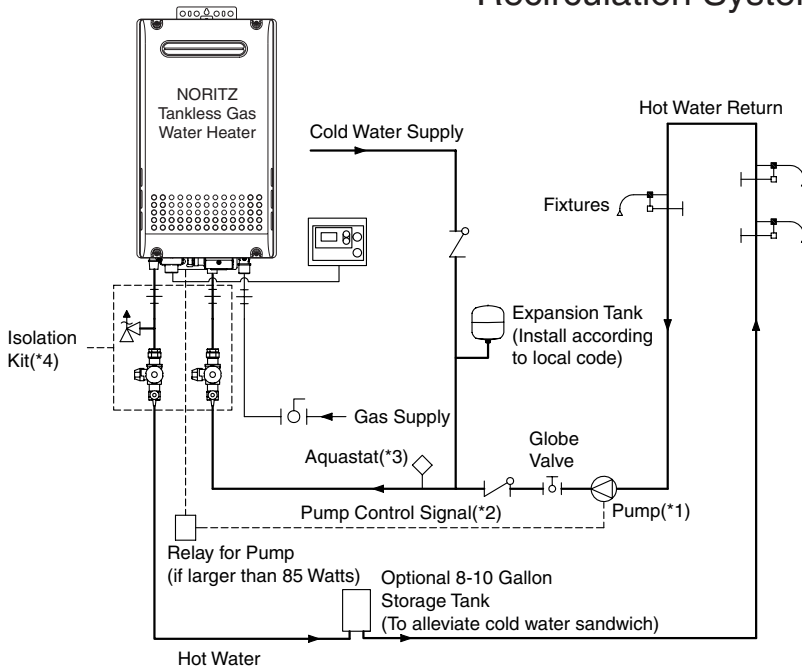 Recirculation System
NORITZ
Tankless Gas
Water Heater
Cold Water Supply
Hot Water Return
Fixtures
Isolation
Kit(*4)
Expansion Tank
(Install according
to local code)
Gas Supply
Globe
Valve
Aquastat(*3)
Pump Control Signal(*2)
Pump(*1)
Relay for Pump
(if larger than 85 Watts)
Optional 8-10 Gallon
Storage Tank
(To alleviate cold water sandwich)
Hot Water